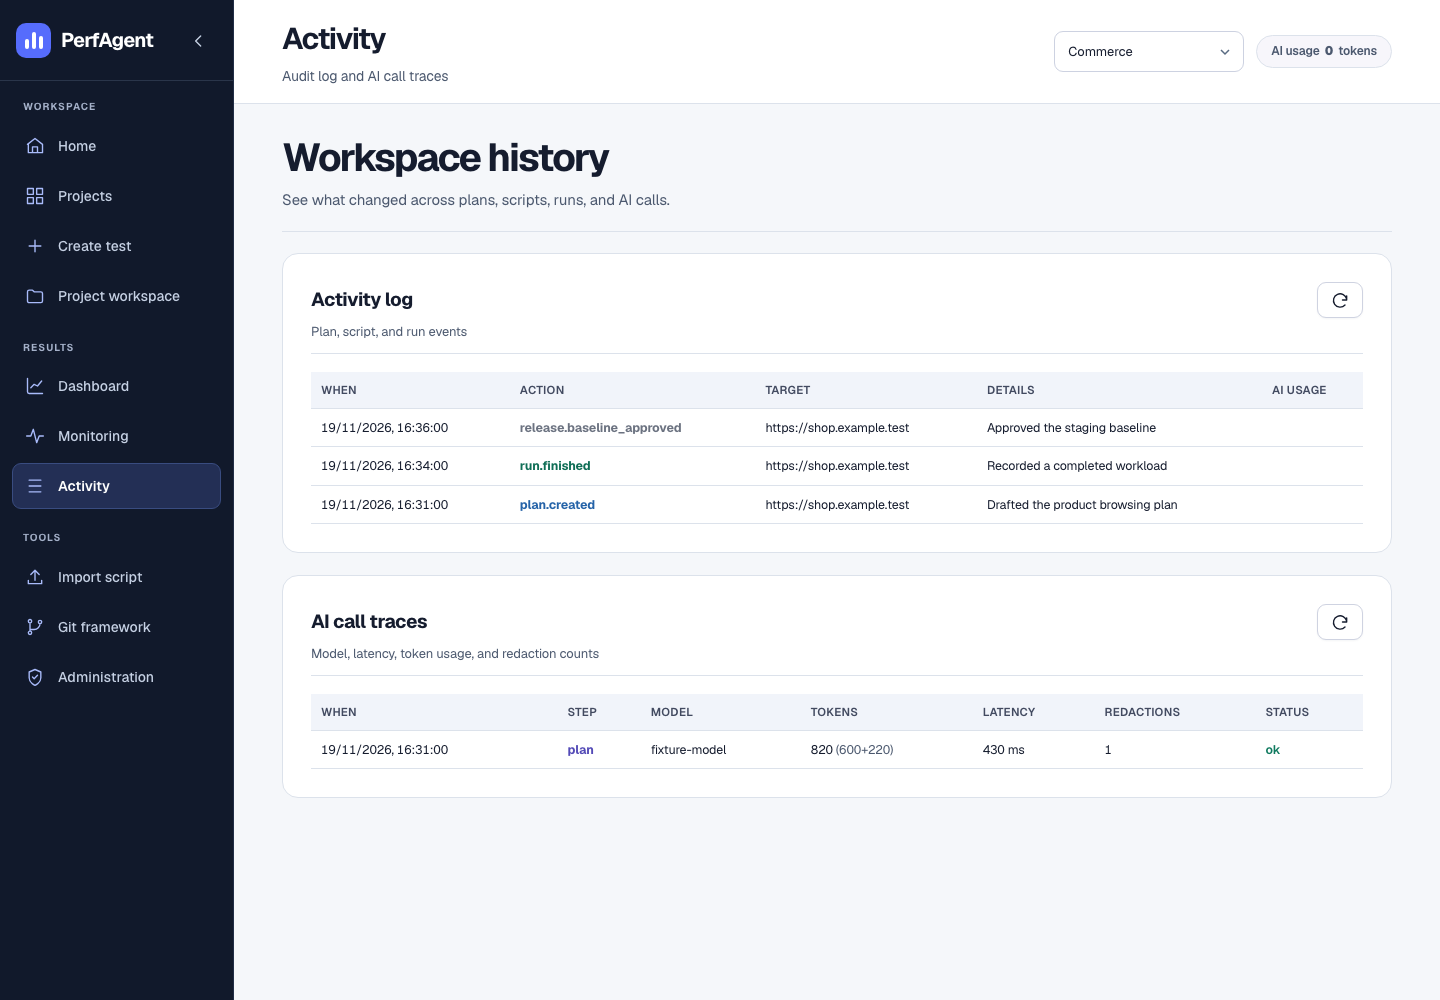 PerfAgent
WORKSPACE
Home
Projects
Create test
Project workspace
RESULTS
Dashboard
Monitoring
Activity
TOOLS
Import script
Git framework
Administration
Activity
Audit log and AI call traces
Commerce
AI usage 0 tokens
Workspace history
See what changed across plans, scripts, runs, and AI calls.
Activity log
Plan, script, and run events
WHEN ACTION TARGET DETAILS AI USAGE
19/11/2026, 16:36:00 release.baseline_approved https://shop.example.test Approved the staging baseline
19/11/2026, 16:34:00 run.finished https://shop.example.test Recorded a completed workload
19/11/2026, 16:31:00 plan.created https://shop.example.test Drafted the product browsing plan
AI call traces
Model, latency, token usage, and redaction counts
WHEN STEP MODEL TOKENS LATENCY REDACTIONS STATUS
19/11/2026, 16:31:00 plan fixture-model 820 (600+220) 430 ms 1 ok